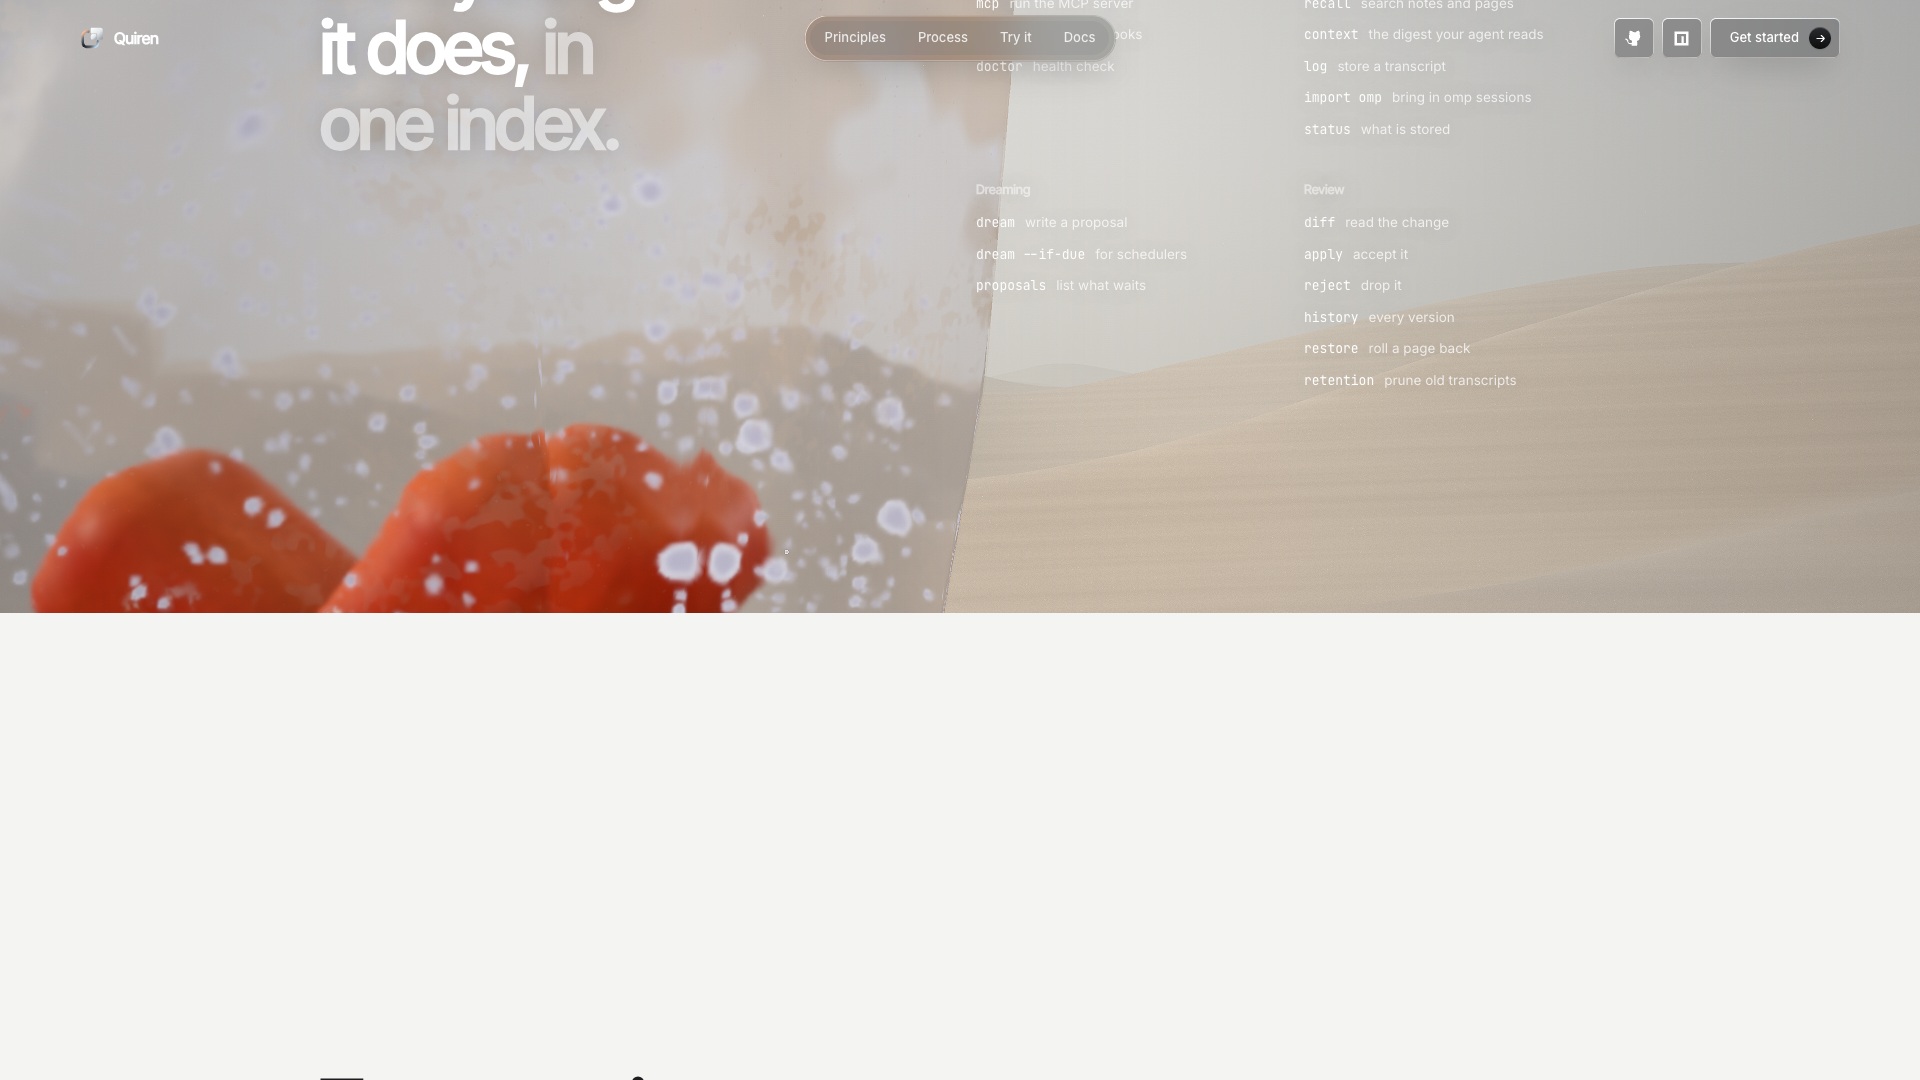 Quiren
Principles
Process
Try it
Docs
Get started
it does, in
one index.
mcp run the MCP server
doctor health check
recall search notes and pages
context the digest your agent reads
log store a transcript
import omp bring in omp sessions
status what is stored
Dreaming
dream write a proposal
dream --if-due for schedulers
proposals list what waits
Review
diff read the change
apply accept it
reject drop it
history every version
restore roll a page back
retention prune old transcripts